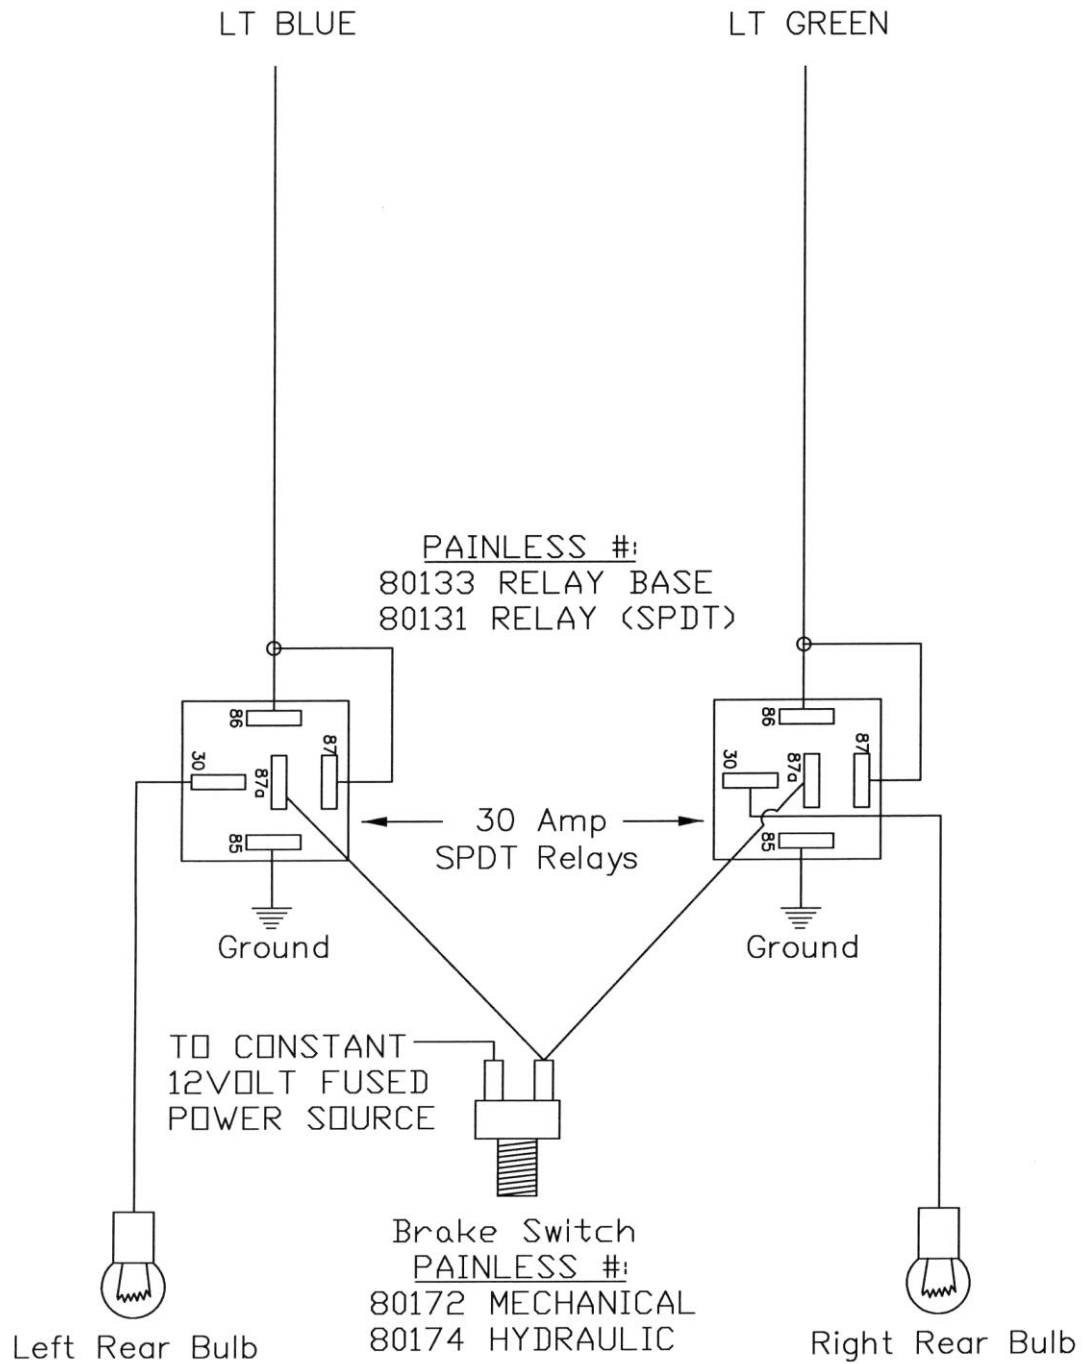 LT BLUE
LT GREEN
PAINLESS #:
80133 RELAY BASE
80131 RELAY (SPDT)
86
30
87a
87
85
86
30
87a
87
85
30 Amp
SPDT Relays
Ground
Ground
TO CONSTANT
12VOLT FUSED
POWER SOURCE
Brake Switch
PAINLESS #:
80172 MECHANICAL
80174 HYDRAULIC
Left Rear Bulb
Right Rear Bulb